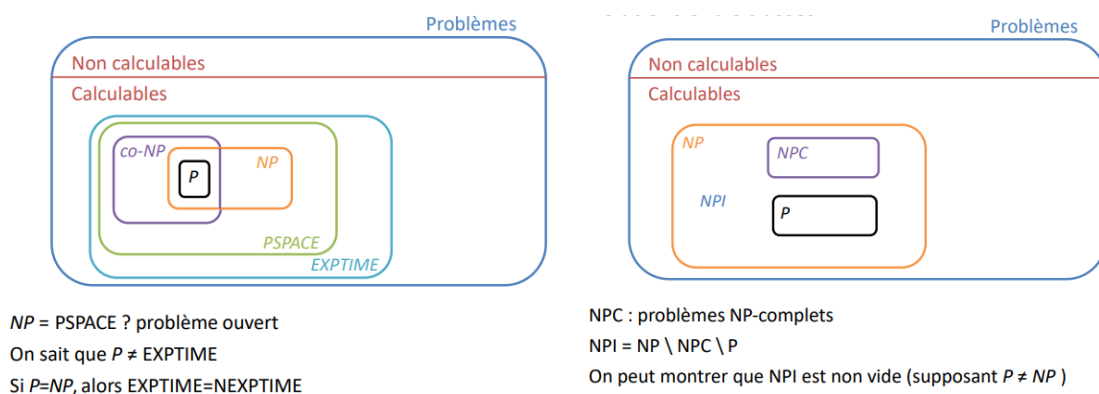 Problèmes
Non calculables
Calculables
co-NP
NP
P
PSPACE
EXPTIME
NP = PSPACE ? problème ouvert
On sait que P ≠ EXPTIME
Si P=NP, alors EXPTIME=NEXPTIME
Problèmes
Non calculables
Calculables
NP
NPC
NPI
P
NPC : problèmes NP-complets
NPI = NP \ NPC \ P
On peut montrer que NPI est non vide (supposant P ≠ NP )